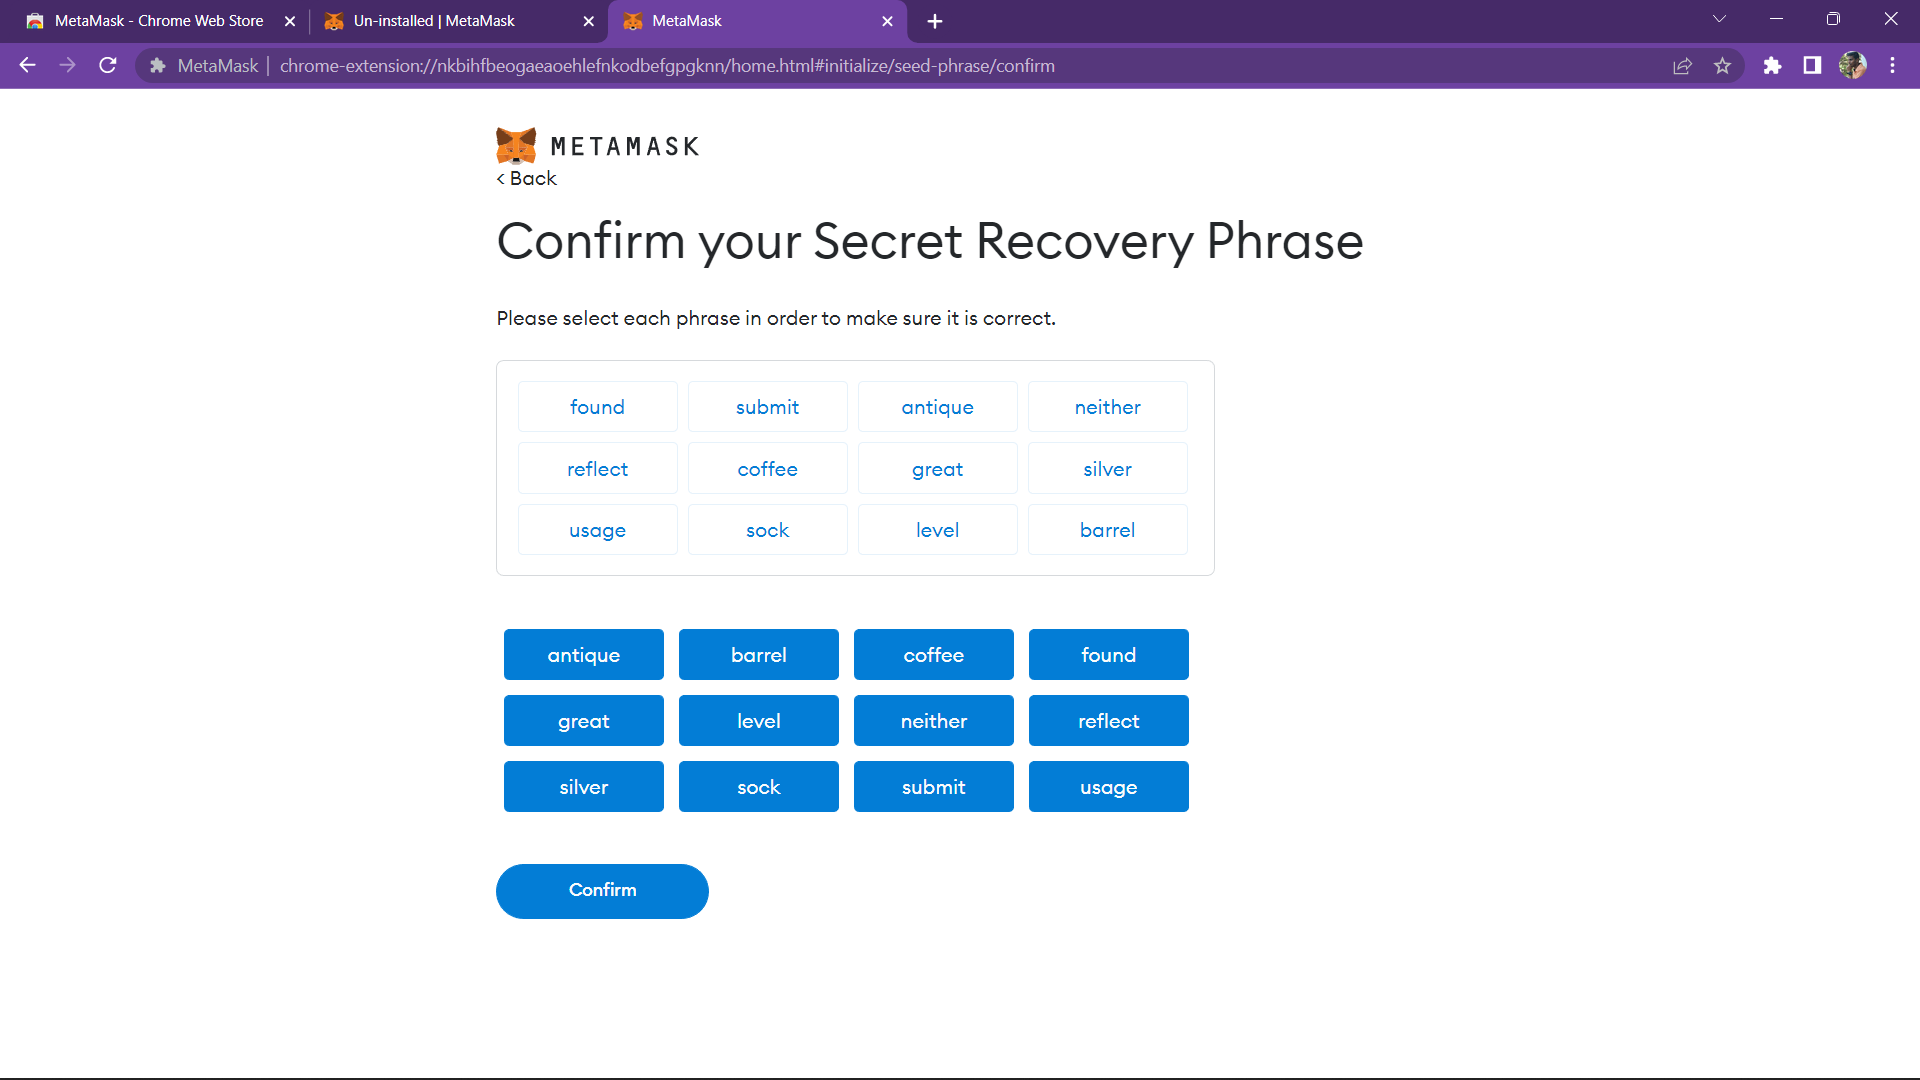 MetaMask - Chrome Web Store
Un-installed | MetaMask
MetaMask
MetaMask | chrome-extension://nkbihfbeogaeaoehlefnkodbefgpgknn/home.html#initialize/seed-phrase/confirm
METAMASK
< Back
Confirm your Secret Recovery Phrase
Please select each phrase in order to make sure it is correct.
found submit antique neither
reflect coffee great silver
usage sock level barrel
antique barrel coffee found
great level neither reflect
silver sock submit usage
Confirm